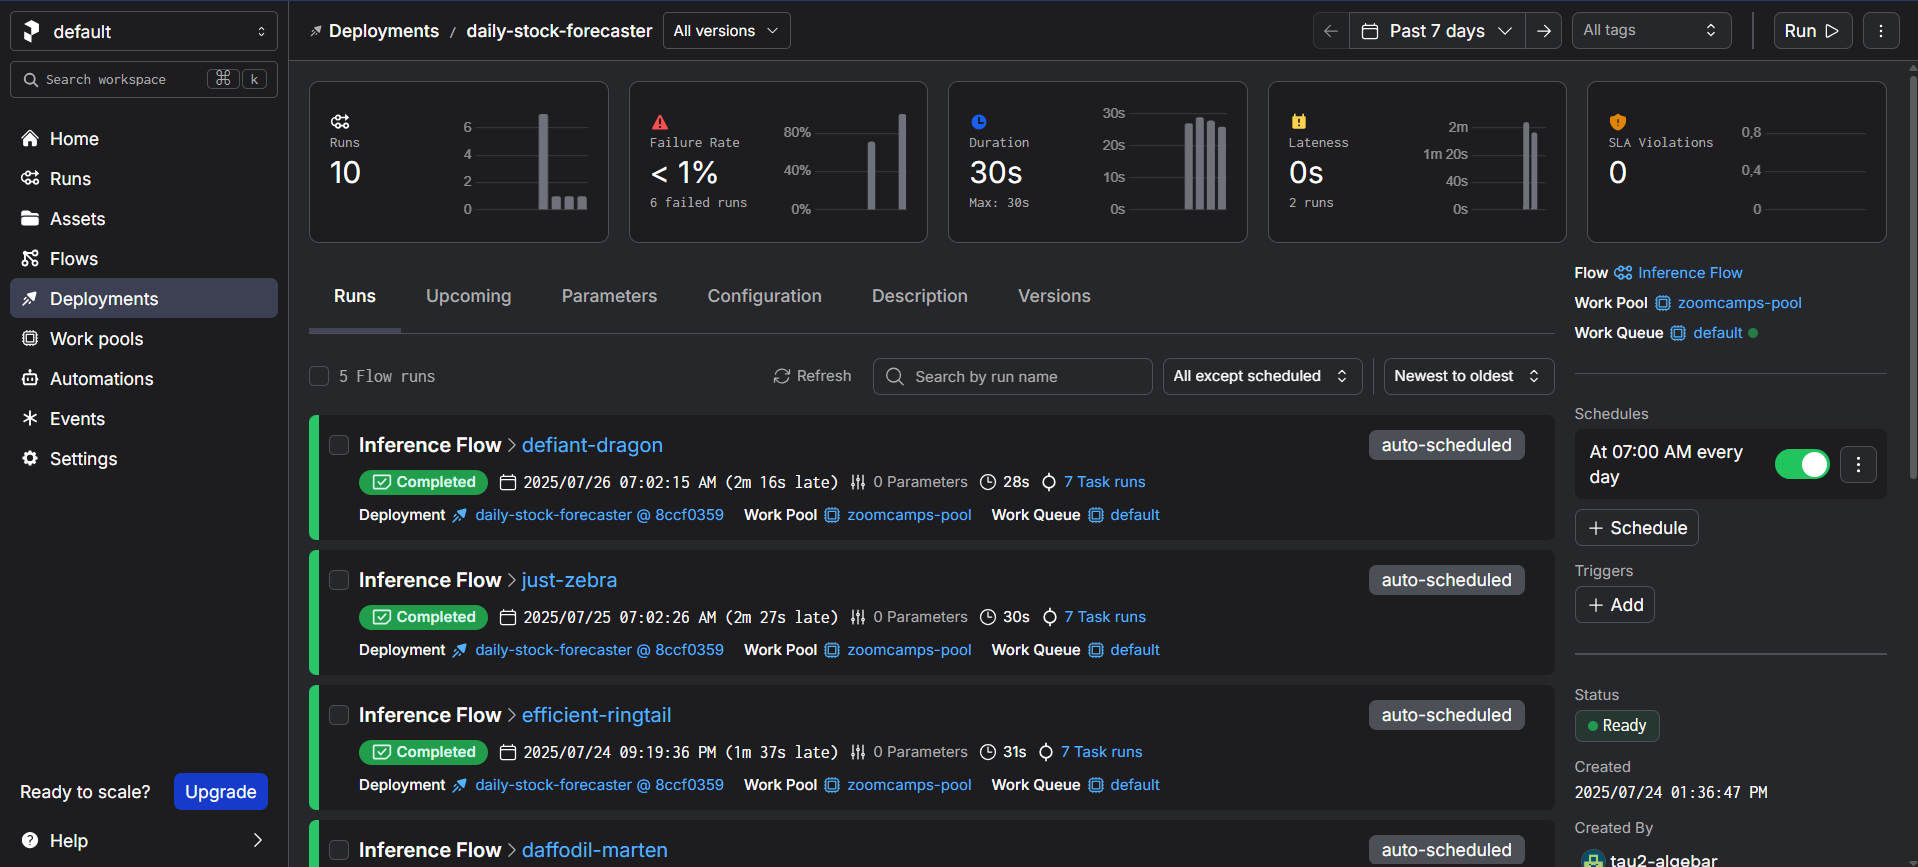 default
Search workspace ⌘ k
Home
Runs
Assets
Flows
Deployments
Work pools
Automations
Events
Settings
Ready to scale? Upgrade
Help
Deployments / daily-stock-forecaster All versions
Past 7 days All tags Run
Runs
10
6
4
2
0
Failure Rate
< 1%
6 failed runs
80%
40%
0%
Duration
30s
Max: 30s
30s
20s
10s
0s
Lateness
0s
2 runs
2m
1m 20s
40s
0s
SLA Violations
0
0,8
0,4
0
Runs Upcoming Parameters Configuration Description Versions
5 Flow runs Refresh Search by run name All except scheduled Newest to oldest
Inference Flow > defiant-dragon auto-scheduled
Completed 2025/07/26 07:02:15 AM (2m 16s late) 0 Parameters 28s 7 Task runs
Deployment daily-stock-forecaster @ 8ccf0359 Work Pool zoomcamps-pool Work Queue default
Inference Flow > just-zebra auto-scheduled
Completed 2025/07/25 07:02:26 AM (2m 27s late) 0 Parameters 30s 7 Task runs
Deployment daily-stock-forecaster @ 8ccf0359 Work Pool zoomcamps-pool Work Queue default
Inference Flow > efficient-ringtail auto-scheduled
Completed 2025/07/24 09:19:36 PM (1m 37s late) 0 Parameters 31s 7 Task runs
Deployment daily-stock-forecaster @ 8ccf0359 Work Pool zoomcamps-pool Work Queue default
Inference Flow > daffodil-marten auto-scheduled
Flow Inference Flow
Work Pool zoomcamps-pool
Work Queue default
Schedules
At 07:00 AM every
day
+ Schedule
Triggers
+ Add
Status
Ready
Created
2025/07/24 01:36:47 PM
Created By
tau2-algebar